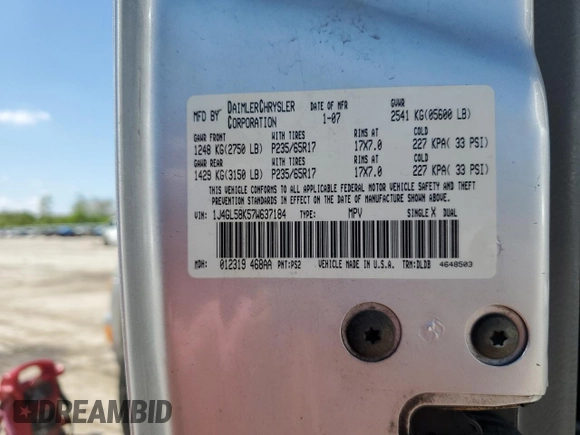 MFD BY DAIMLERCHRYSLER CORPORATION DATE OF MFR 1-07 GVWR 2541 KG(05600 LB)
GAWR FRONT WITH TIRES RIMS AT COLD
1248 KG(2750 LB) P235/65R17 17X7.0 227 KPA( 33 PSI)
GAWR REAR WITH TIRES RIMS AT COLD
1429 KG(3150 LB) P235/65R17 17X7.0 227 KPA( 33 PSI)
THIS VEHICLE CONFORMS TO ALL APPLICABLE FEDERAL MOTOR VEHICLE SAFETY AND THEFT
PREVENTION STANDARDS IN EFFECT ON THE DATE OF MANUFACTURE SHOWN ABOVE.
VIN: 1J4GL58K57W637184 TYPE: MPV SINGLE X DUAL
MDH: 012319 468AA PNT:PS2 VEHICLE MADE IN U.S.A. TRM:DLDB 4648503
DREAMBID